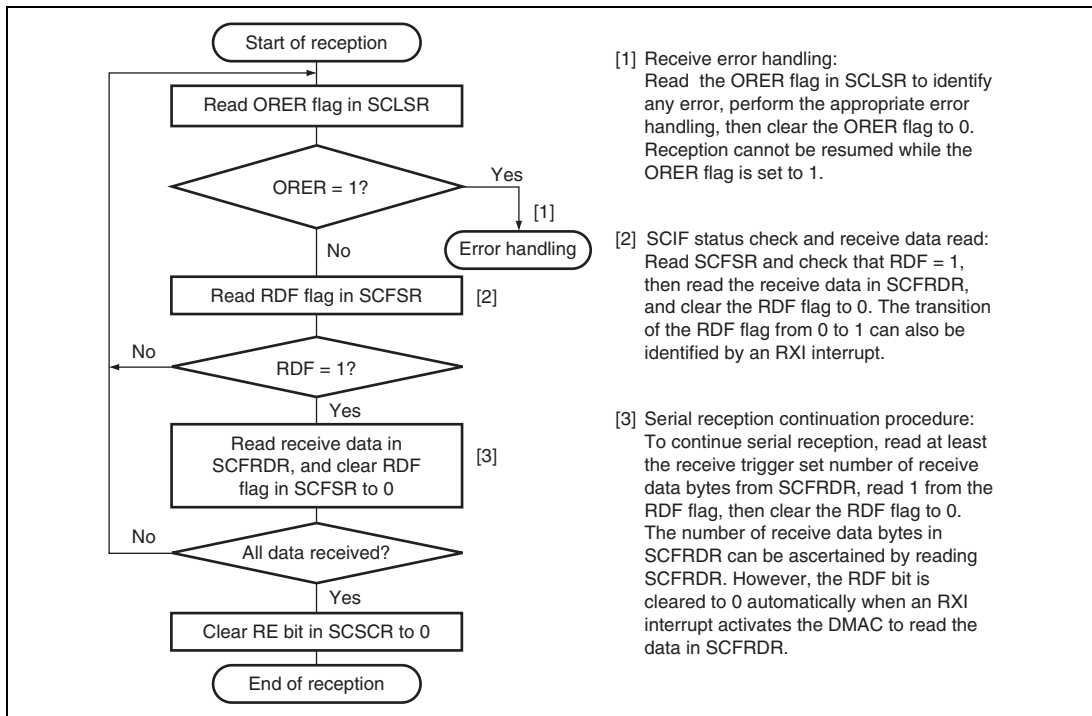 Start of reception
Read ORER flag in SCLSR
ORER = 1?
Yes
[1]
Error handling
No
Read RDF flag in SCFSR
[2]
No
RDF = 1?
Yes
Read receive data in
SCFRDR, and clear RDF
flag in SCFSR to 0
[3]
No
All data received?
Yes
Clear RE bit in SCSCR to 0
End of reception
[1] Receive error handling:
Read the ORER flag in SCLSR to identify
any error, perform the appropriate error
handling, then clear the ORER flag to 0.
Reception cannot be resumed while the
ORER flag is set to 1.
[2] SCIF status check and receive data read:
Read SCFSR and check that RDF = 1,
then read the receive data in SCFRDR,
and clear the RDF flag to 0. The transition
of the RDF flag from 0 to 1 can also be
identified by an RXI interrupt.
[3] Serial reception continuation procedure:
To continue serial reception, read at least
the receive trigger set number of receive
data bytes from SCFRDR, read 1 from the
RDF flag, then clear the RDF flag to 0.
The number of receive data bytes in
SCFRDR can be ascertained by reading
SCFRDR. However, the RDF bit is
cleared to 0 automatically when an RXI
interrupt activates the DMAC to read the
data in SCFRDR.